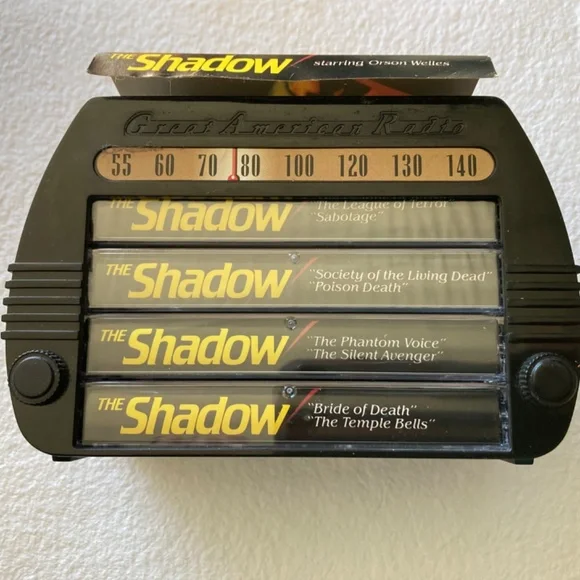 THE Shadow starring Orson Welles
Great American Radio
55 60 70 80 100 120 130 140
THE Shadow "The League of Terror"
"Sabotage"
THE Shadow "Society of the Living Dead"
"Poison Death"
THE Shadow "The Phantom Voice"
"The Silent Avenger"
THE Shadow "Bride of Death"
"The Temple Bells"